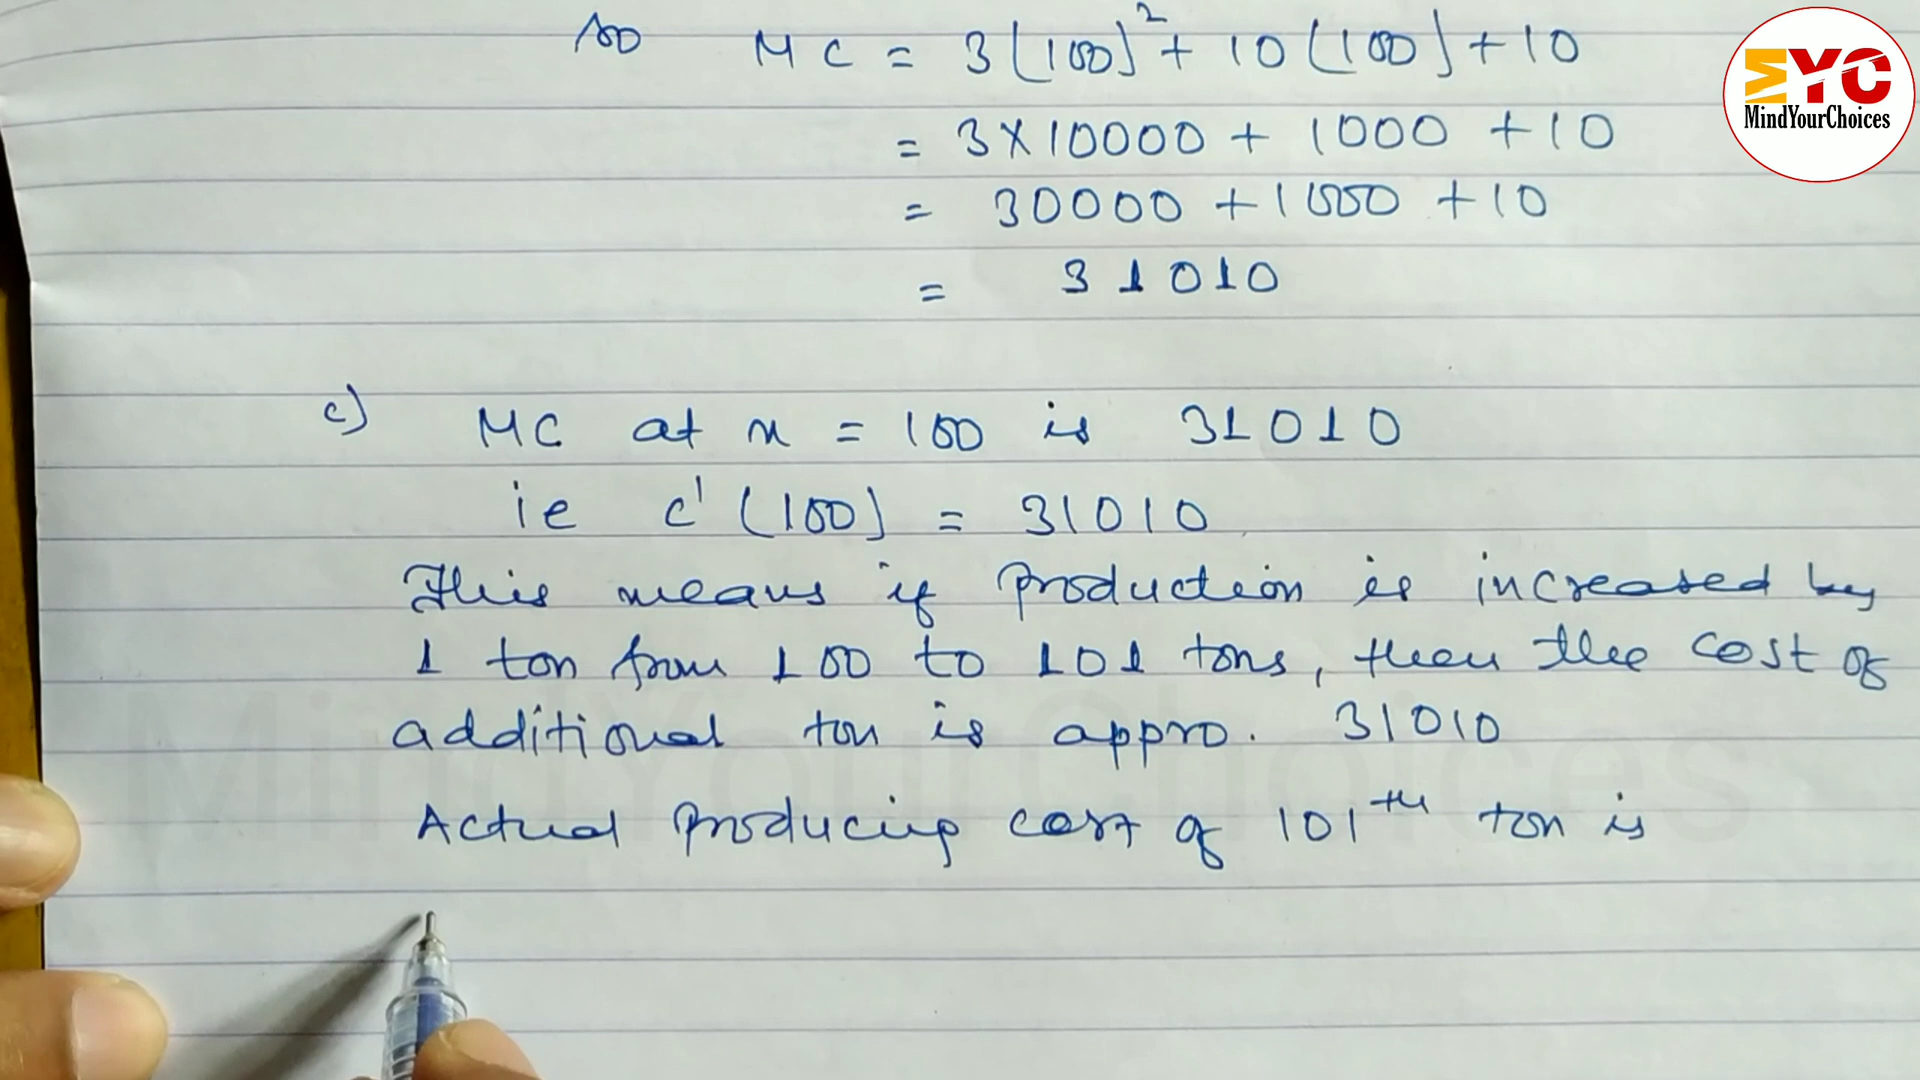 so MC = 3(100)² + 10(100) + 10
= 3×10000 + 1000 + 10
= 30000 + 1000 + 10
= 31010
c) MC at x = 100 is 31010
ie c'(100) = 31010
This means if production is increased by
1 ton from 100 to 101 tons, then the cost of
additional ton is appro. 31010
Actual producing cost of 101th ton is
MYC
MindYourChoices
MindYourChoices